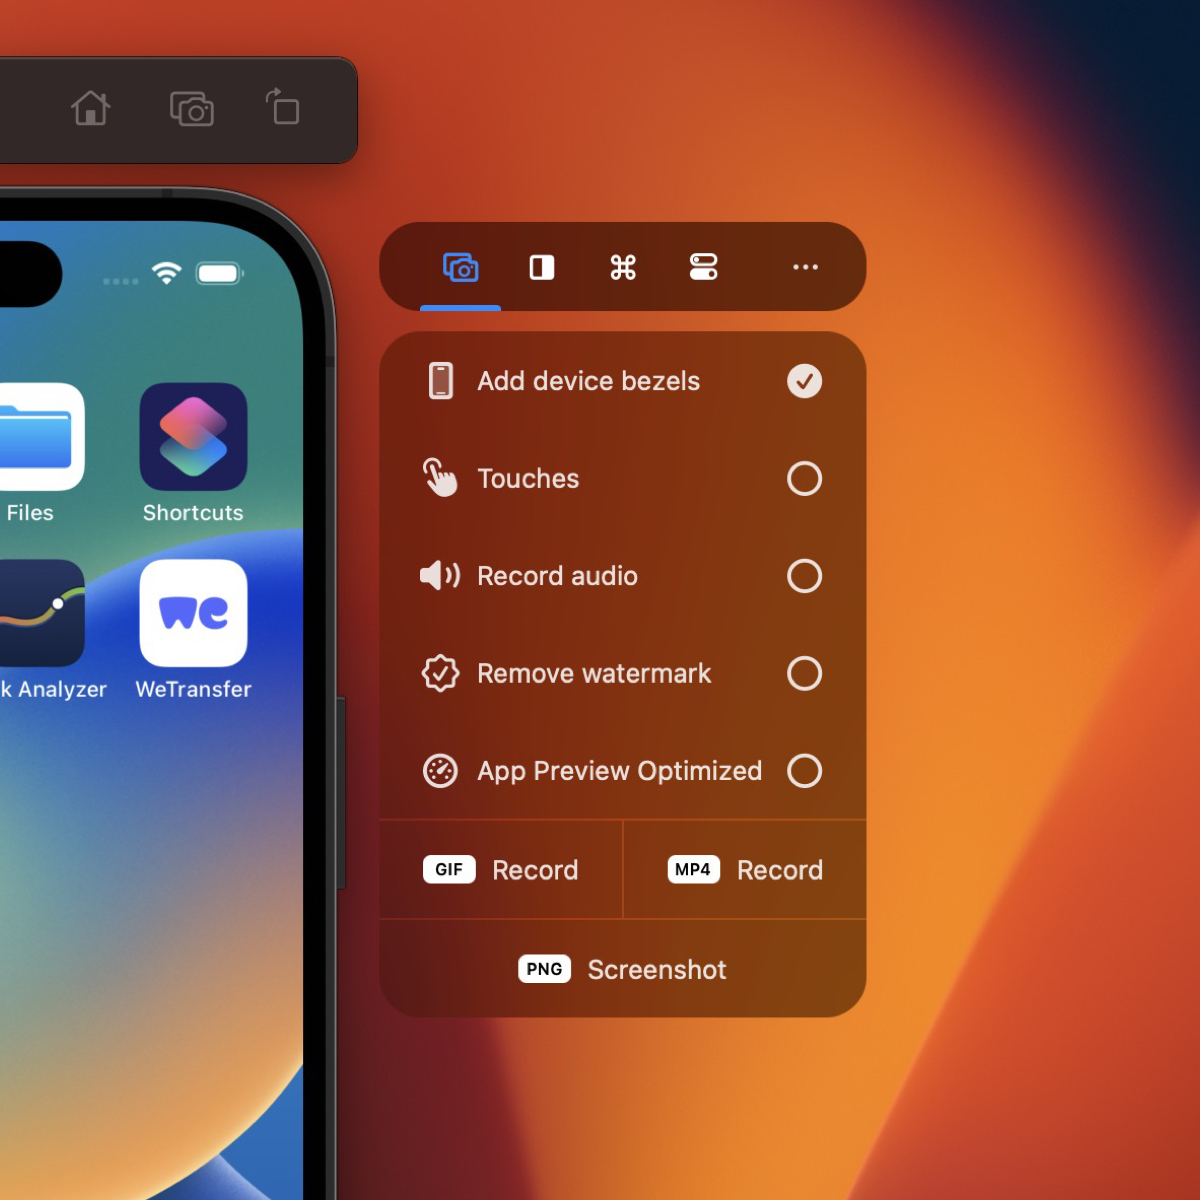 Files
Shortcuts
we
k Analyzer
WeTransfer
Add device bezels
Touches
Record audio
Remove watermark
App Preview Optimized
GIF Record
MP4 Record
PNG Screenshot